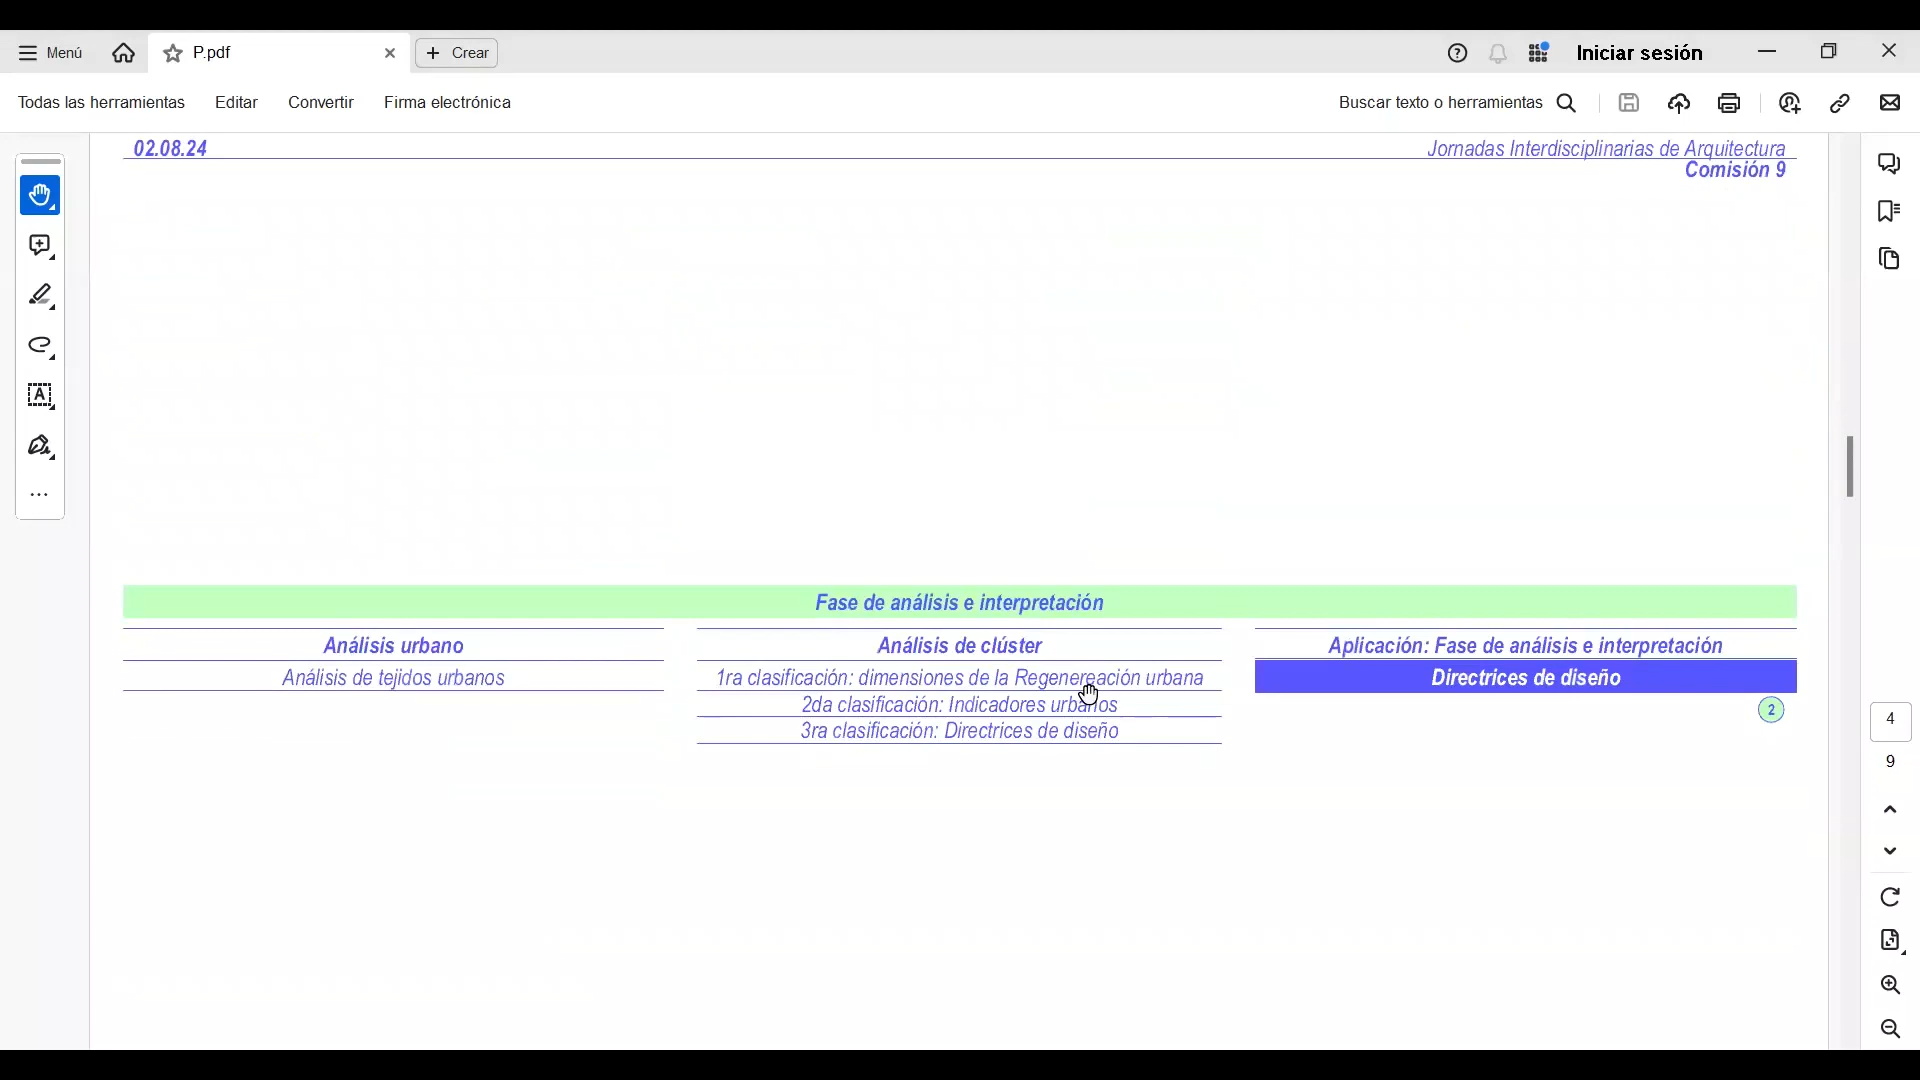 Menú
P.pdf
Crear
Iniciar sesión
Todas las herramientas
Editar
Convertir
Firma electrónica
Buscar texto o herramientas
02.08.24
Jornadas Interdisciplinarias de Arquitectura
Comisión 9
Fase de análisis e interpretación
Análisis urbano
Análisis de tejidos urbanos
Análisis de clúster
1ra clasificación: dimensiones de la Regenereación urbana
2da clasificación: Indicadores urbanos
3ra clasificación: Directrices de diseño
Aplicación: Fase de análisis e interpretación
Directrices de diseño
2
4
9